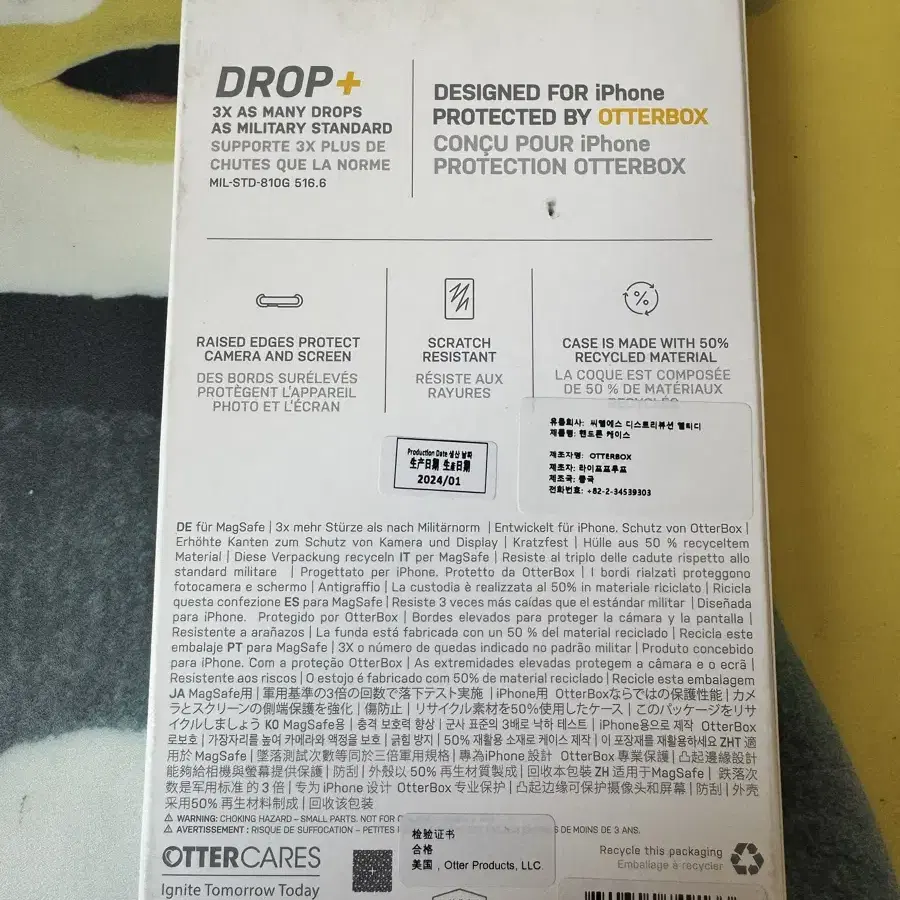 DROP+
3X AS MANY DROPS
AS MILITARY STANDARD
SUPPORTE 3X PLUS DE
CHUTES QUE LA NORME
MIL-STD-810G 516.6
DESIGNED FOR iPhone
PROTECTED BY OTTERBOX
CONÇU POUR iPhone
PROTECTION OTTERBOX
RAISED EDGES PROTECT
CAMERA AND SCREEN
DES BORDS SURÉLEVÉS
PROTÈGENT L'APPAREIL
PHOTO ET L'ÉCRAN
SCRATCH
RESISTANT
RÉSISTE AUX
RAYURES
CASE IS MADE WITH 50%
RECYCLED MATERIAL
LA COQUE EST COMPOSÉE
DE 50 % DE MATÉRIAUX
RECYCLÉS
Production Date 생산 날짜
生产日期 生産日期
2024/01
유통회사: 씨엘에스 디스트리뷰션 엘티디
제품명: 핸드폰 케이스
제조자명: OTTERBOX
제조자: 라이프프루프
제조국: 중국
전화번호: +82-2-34539303
DE für MagSafe | 3x mehr Stürze als nach Militärnorm | Entwickelt für iPhone. Schutz von OtterBox |
Erhöhte Kanten zum Schutz von Kamera und Display | Kratzfest | Hülle aus 50 % recyceltem
Material | Diese Verpackung recyceln IT per MagSafe | Resiste al triplo delle cadute rispetto allo
standard militare | Progettato per iPhone. Protetto da OtterBox | I bordi rialzati proteggono
fotocamera e schermo | Antigraffio | La custodia è realizzata al 50% in materiale riciclato | Ricicla
questa confezione ES para MagSafe | Resiste 3 veces más caídas que el estándar militar | Diseñada
para iPhone. Protegido por OtterBox | Bordes elevados para proteger la cámara y la pantalla |
Resistente a arañazos | La funda está fabricada con un 50 % del material reciclado | Recicla este
embalaje PT para MagSafe | 3X o número de quedas indicado no padrão militar | Produto concebido
para iPhone. Com a proteção OtterBox | As extremidades elevadas protegem a câmara e o ecrã |
Resistente aos riscos | O estojo é fabricado com 50% de material reciclado | Recicle esta embalagem
JA MagSafe用 | 軍用基準の3倍の回数で落下テスト実施 | iPhone用 OtterBoxならではの保護性能 | カメ
ラとスクリーンの側端保護を強化 | 傷防止 | リサイクル素材を50%使用したケース | このパッケージをリサ
イクルしましょう KO MagSafe용 | 충격 보호력 향상 | 군사 표준의 3배로 낙하 테스트 | iPhone용으로 제작 OtterBox
로보호 | 가장자리를 높여 카메라와 액정을 보호 | 긁힘 방지 | 50% 재활용 소재로 케이스 제작 | 이 포장재를 재활용하세요 ZHT 適
用於 MagSafe | 墜落測試次數等同於三倍軍用規格 | 專為iPhone 設計 OtterBox 專業保護 | 凸起邊緣設計
能夠給相機與螢幕提供保護 | 防刮 | 外殼以 50% 再生材質製成 | 回收本包裝 ZH 适用于MagSafe | 跌落次
数是军用标准的 3 倍 | 专为 iPhone 设计 OtterBox 专业保护 | 凸起边缘可保护摄像头和屏幕 | 防刮 | 外壳
采用50% 再生材料制成 | 回收该包装
WARNING: CHOKING HAZARD – SMALL PARTS. NOT FOR
AVERTISSEMENT : RISQUE DE SUFFOCATION – PETITES DE MOINS DE 3 ANS.
OTTERCARES
Ignite Tomorrow Today
检验证书
合格
美国，Otter Products, LLC
Recycle this packaging
Emballage à recycler